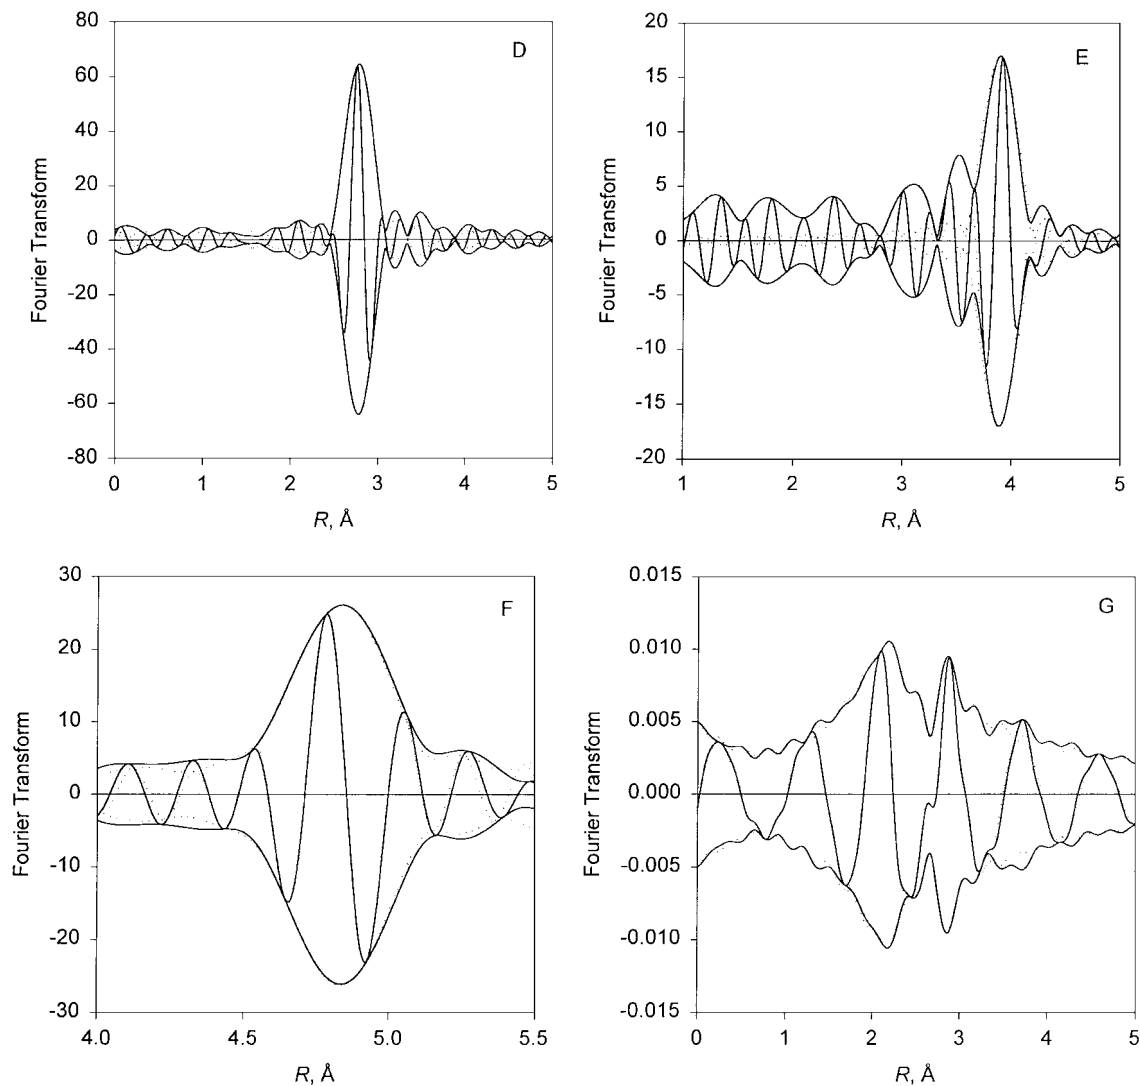 D
80
60
40
20
0
-20
-40
-60
-80
Fourier Transform
0 1 2 3 4 5
R, Å
E
20
15
10
5
0
-5
-10
-15
-20
Fourier Transform
1 2 3 4 5
R, Å
F
30
20
10
0
-10
-20
-30
Fourier Transform
4.0 4.5 5.0 5.5
R, Å
G
0.015
0.010
0.005
0.000
-0.005
-0.010
-0.015
Fourier Transform
0 1 2 3 4 5
R, Å